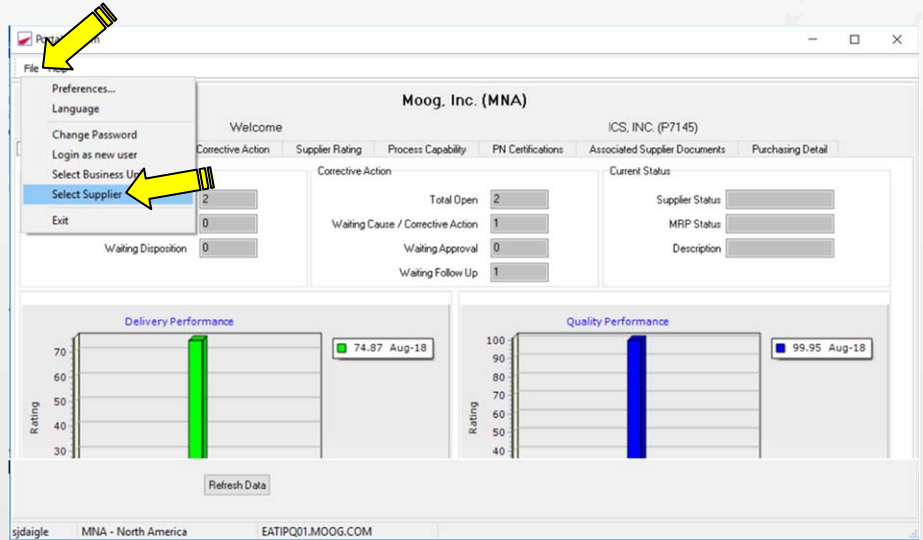 Porta
File Help
Preferences...
Language
Change Password
Login as new user
Select Business Un
Select Supplier
Exit
Moog, Inc. (MNA)
Welcome ICS, INC. (P7145)
Corrective Action Supplier Rating Process Capability PN Certifications Associated Supplier Documents Purchasing Detail
Corrective Action Current Status
2 Total Open 2 Supplier Status
0 Waiting Cause / Corrective Action 1 MRP Status
Waiting Disposition 0 Waiting Approval 0 Description
Waiting Follow Up 1
Delivery Performance
74.87 Aug-18
70
60
50
40
30
Rating
Quality Performance
99.95 Aug-18
100
90
80
70
60
50
40
Rating
Refresh Data
sjdaigle MNA - North America EATIPQ01.MOOG.COM